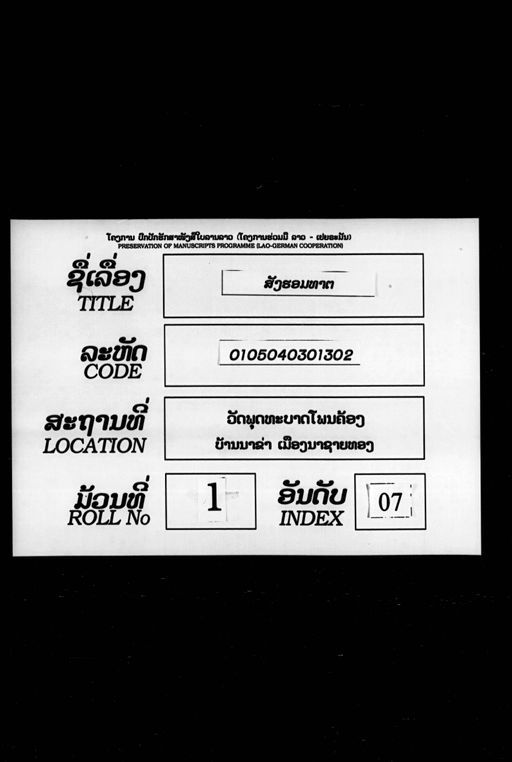 ໂຄງການ ປົກປັກຮັກສາໜັງສືໃບລານລາວ (ໂຄງການຮ່ວມມື ລາວ - ເຢຍຣະມັນ)
PRESERVATION OF MANUSCRIPTS PROGRAMME (LAO-GERMAN COOPERATION)
ຊື່ເລື່ອງ
TITLE
ສັງຮອມທາດ
ລະຫັດ
CODE
0105040301302
ສະຖານທີ່
LOCATION
ວັດພຸດທະບາດໂພນຄ້ອງ
ບ້ານນາຂ່າ ເມືອງນາຊາຍທອງ
ມ້ວນທີ່
ROLL No
1
ອັນດັບ
INDEX
07